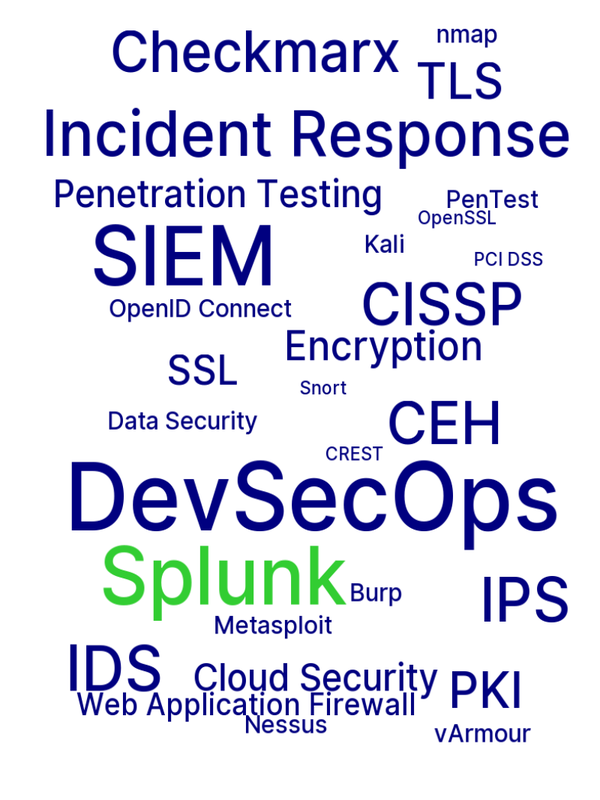 Checkmarx
nmap
TLS
Incident Response
Penetration Testing
PenTest
OpenSSL
SIEM
Kali
PCI DSS
OpenID Connect
CISSP
Encryption
SSL
Snort
Data Security
CEH
CREST
DevSecOps
Splunk
Burp
IPS
Metasploit
IDS
Cloud Security
PKI
Web Application Firewall
Nessus
vArmour